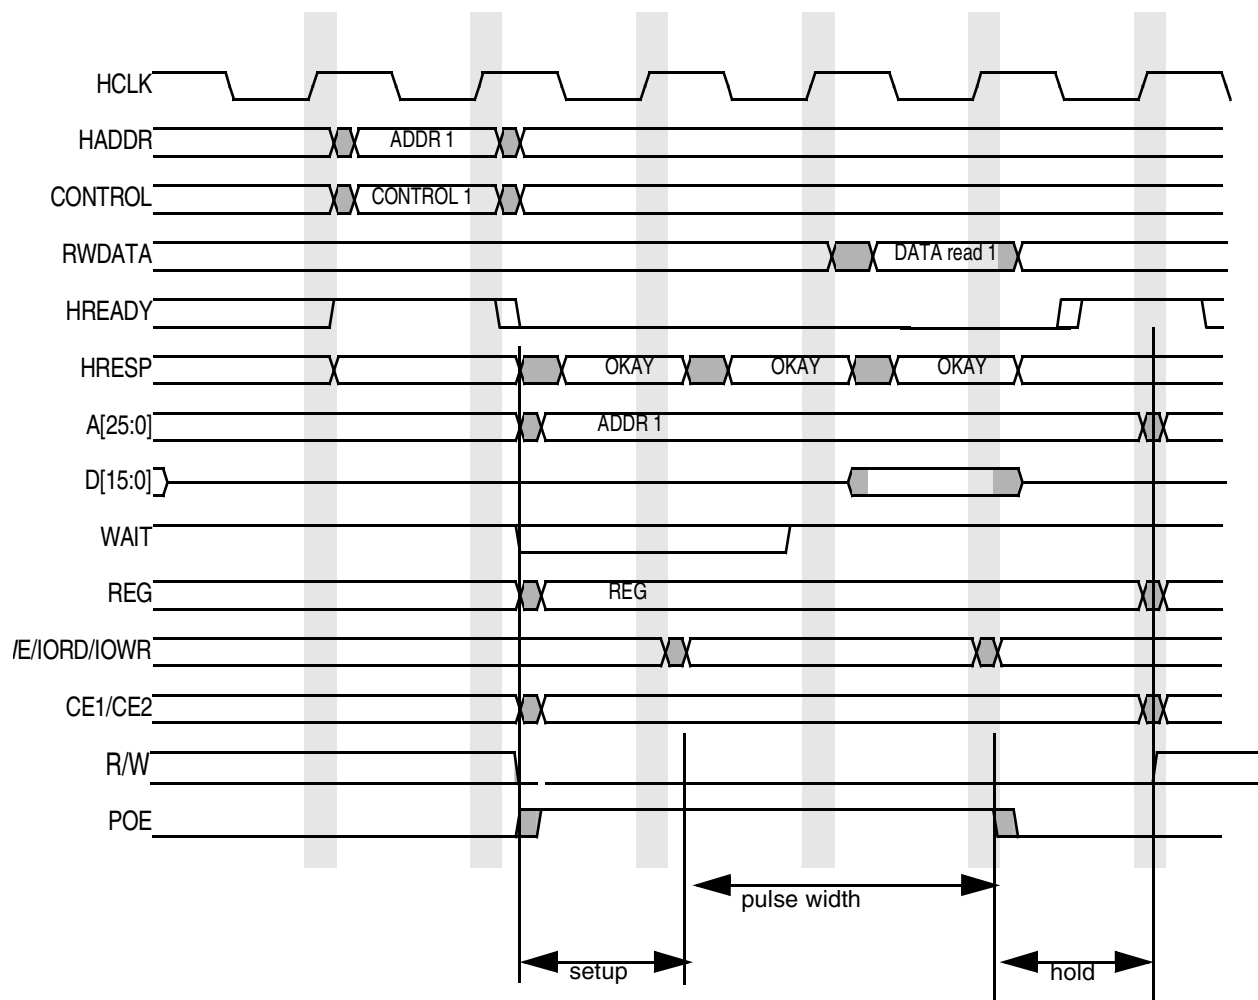 HCLK
HADDR ADDR 1
CONTROL CONTROL 1
RWDATA DATA read 1
HREADY
HRESP OKAY OKAY OKAY
A[25:0] ADDR 1
D[15:0]
WAIT
REG REG
/E/IORD/IOWR
CE1/CE2
R/W
POE
pulse width
setup hold